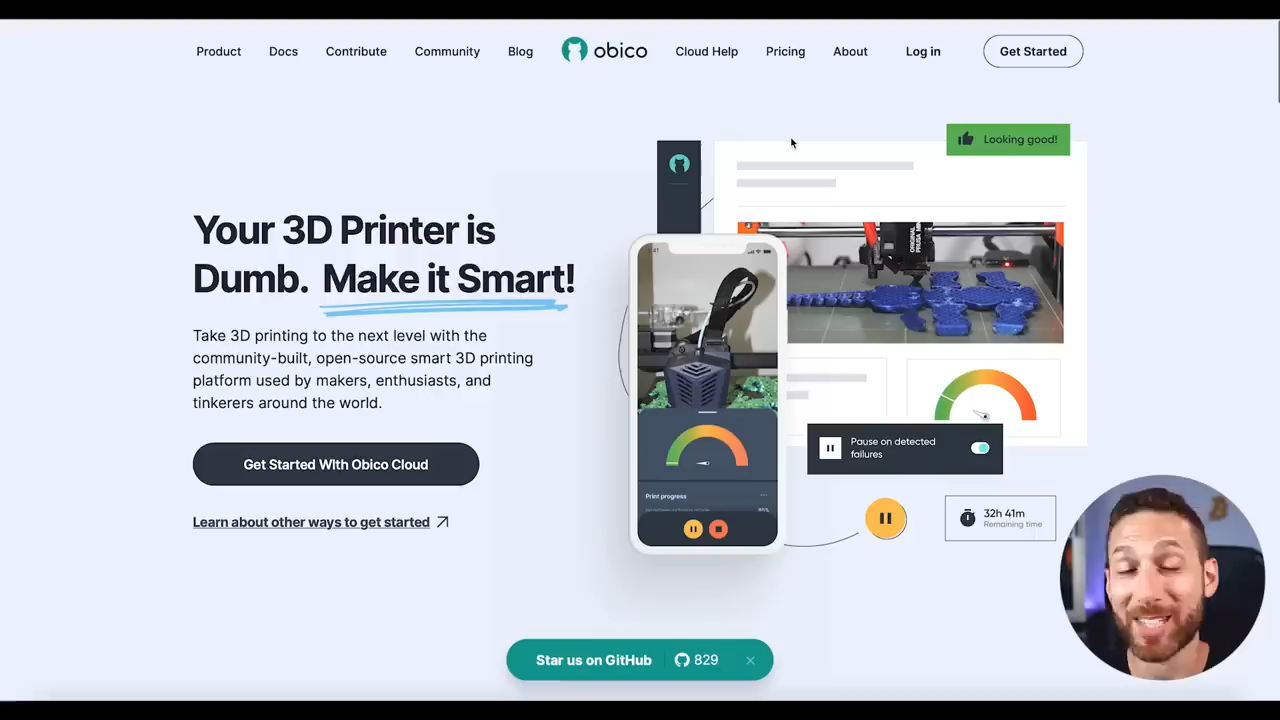 Product
Docs
Contribute
Community
Blog
obico
Cloud Help
Pricing
About
Log in
Get Started
Looking good!
Your 3D Printer is
Dumb. Make it Smart!
Take 3D printing to the next level with the
community-built, open-source smart 3D printing
platform used by makers, enthusiasts, and
tinkerers around the world.
Get Started WIth Obico Cloud
Learn about other ways to get started
ORIGINAL
Pause on detected
failures
Print progress
32h 41m
Remaining time
Star us on GitHub
829